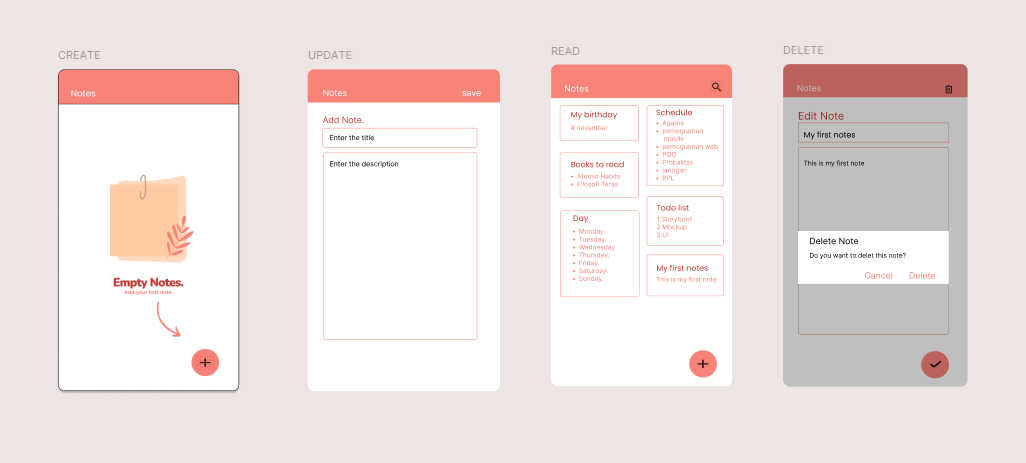 CREATE
Notes
Empty Notes.
Add your first note.
UPDATE
Notes
save
Add Note.
Enter the title
Enter the description
READ
Notes
My birthday
4 november
Books to read
Atomic Habits
Filosofi Teras
Day
Monday,
Tuesday.
Wednesday.
Thursday.
Friday.
Saturday.
Sunday.
Schedule
Agama
pemograman
mobile
pemograman web
POO
Probalitas
jaringan
RPL
Todo list
1.Storybord
2.Mockup
3.UI
My first notes
This is my first note
DELETE
Notes
Edit Note
My first notes
This is my first note
Delete Note
Do you want to delet this note?
Cancel
Delete